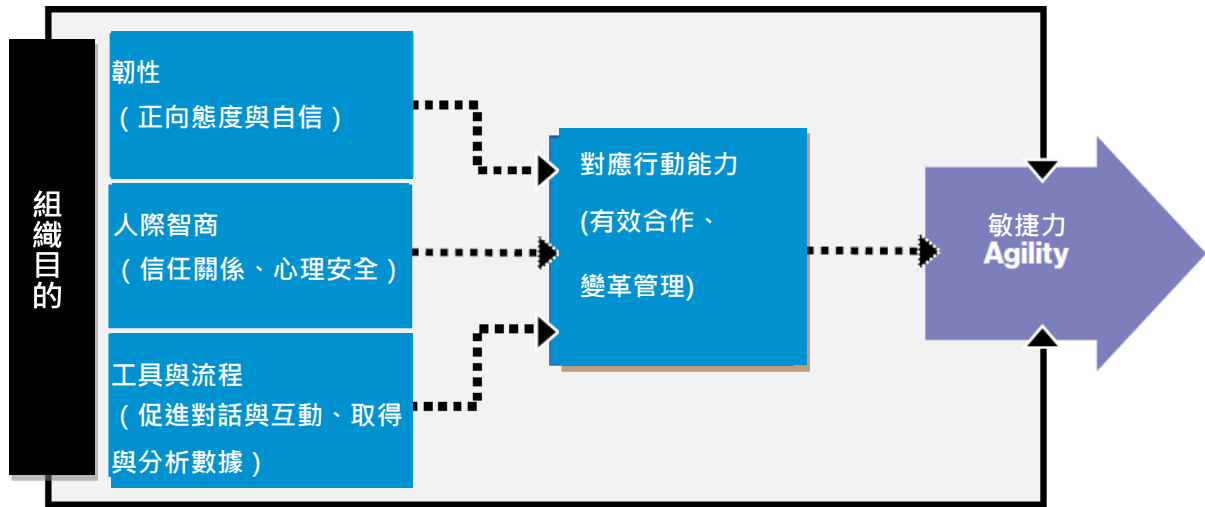 組織目的
韌性
（正向態度與自信）
人際智商
（信任關係、心理安全）
工具與流程
（促進對話與互動、取得
與分析數據）
對應行動能力
(有效合作、
變革管理)
敏捷力
Agility